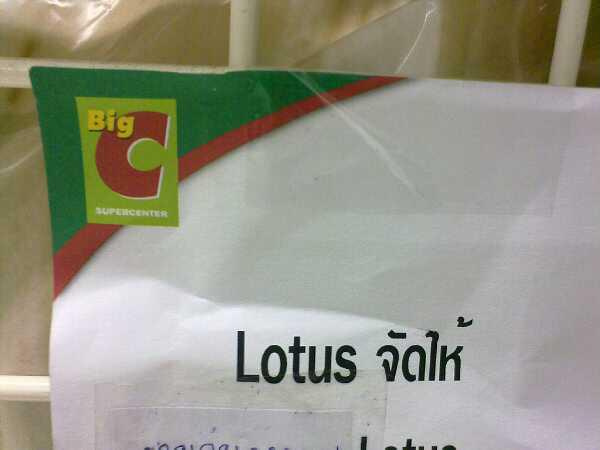 Big
C
SUPERCENTER
Lotus จัดให้
Lotus